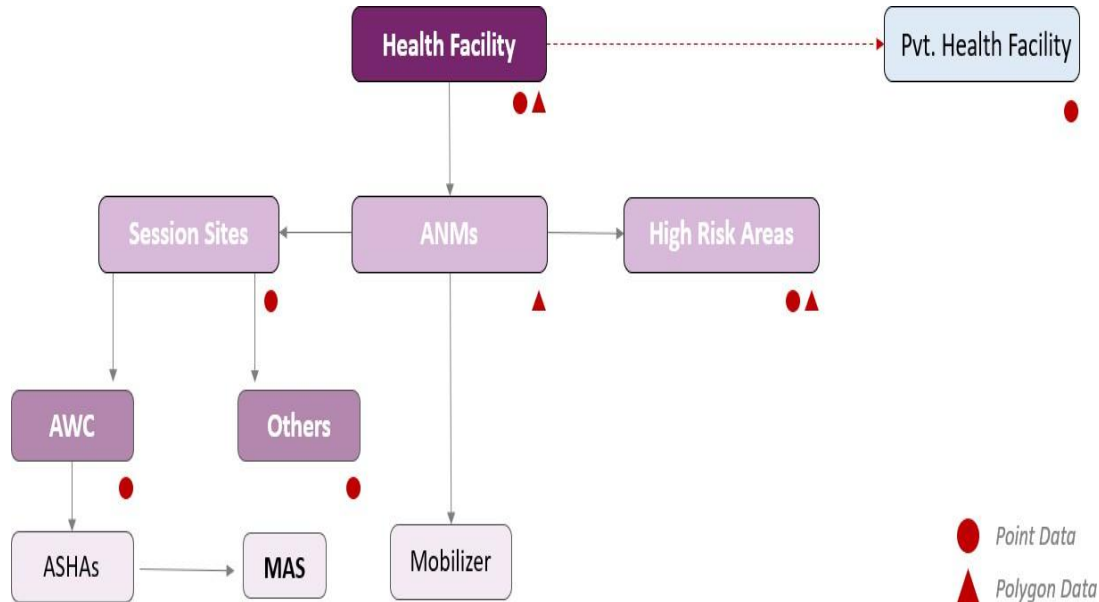 Health Facility
Pvt. Health Facility
Session Sites
ANMs
High Risk Areas
AWC
Others
ASHAs
MAS
Mobilizer
Point Data
Polygon Data